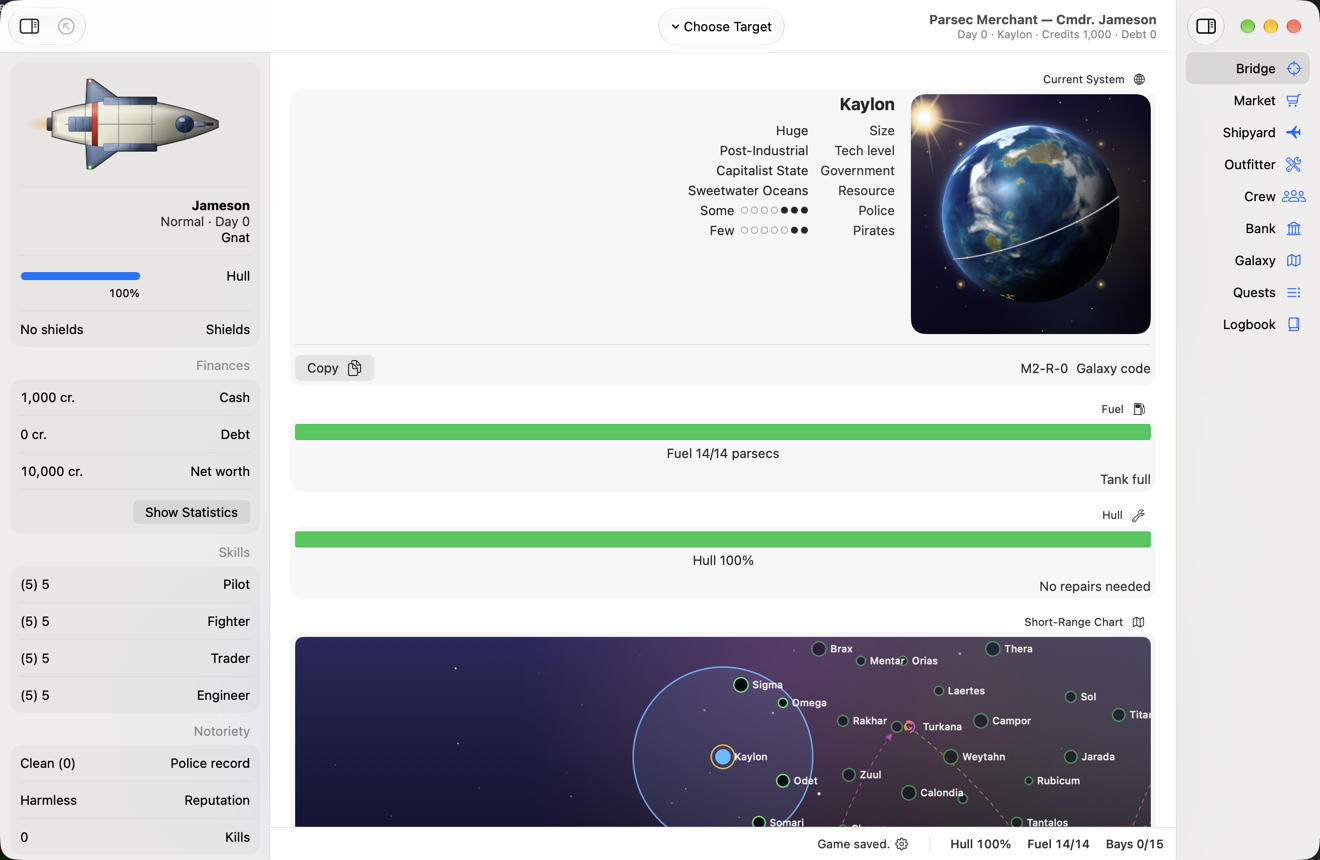 Choose Target
Parsec Merchant — Cmdr. Jameson
Day 0 · Kaylon · Credits 1,000 · Debt 0
Bridge
Market
Shipyard
Outfitter
Crew
Bank
Galaxy
Quests
Logbook
Current System
Kaylon
Huge Size
Post-Industrial Tech level
Capitalist State Government
Sweetwater Oceans Resource
Some Police
Few Pirates
Copy
M2-R-0 Galaxy code
Fuel
Fuel 14/14 parsecs
Tank full
Hull
Hull 100%
No repairs needed
Short-Range Chart
Brax
Mentar
Orias
Thera
Sigma
Laertes
Omega
Sol
Rakhar
Turkana
Campor
Titan
Kaylon
Weytahn
Jarada
Zuul
Odet
Rubicum
Calondia
Somari
Tantalos
Game saved.
Hull 100%
Fuel 14/14
Bays 0/15
Jameson
Normal · Day 0
Gnat
Hull
100%
No shields Shields
Finances
1,000 cr. Cash
0 cr. Debt
10,000 cr. Net worth
Show Statistics
Skills
(5) 5 Pilot
(5) 5 Fighter
(5) 5 Trader
(5) 5 Engineer
Notoriety
Clean (0) Police record
Harmless Reputation
0 Kills